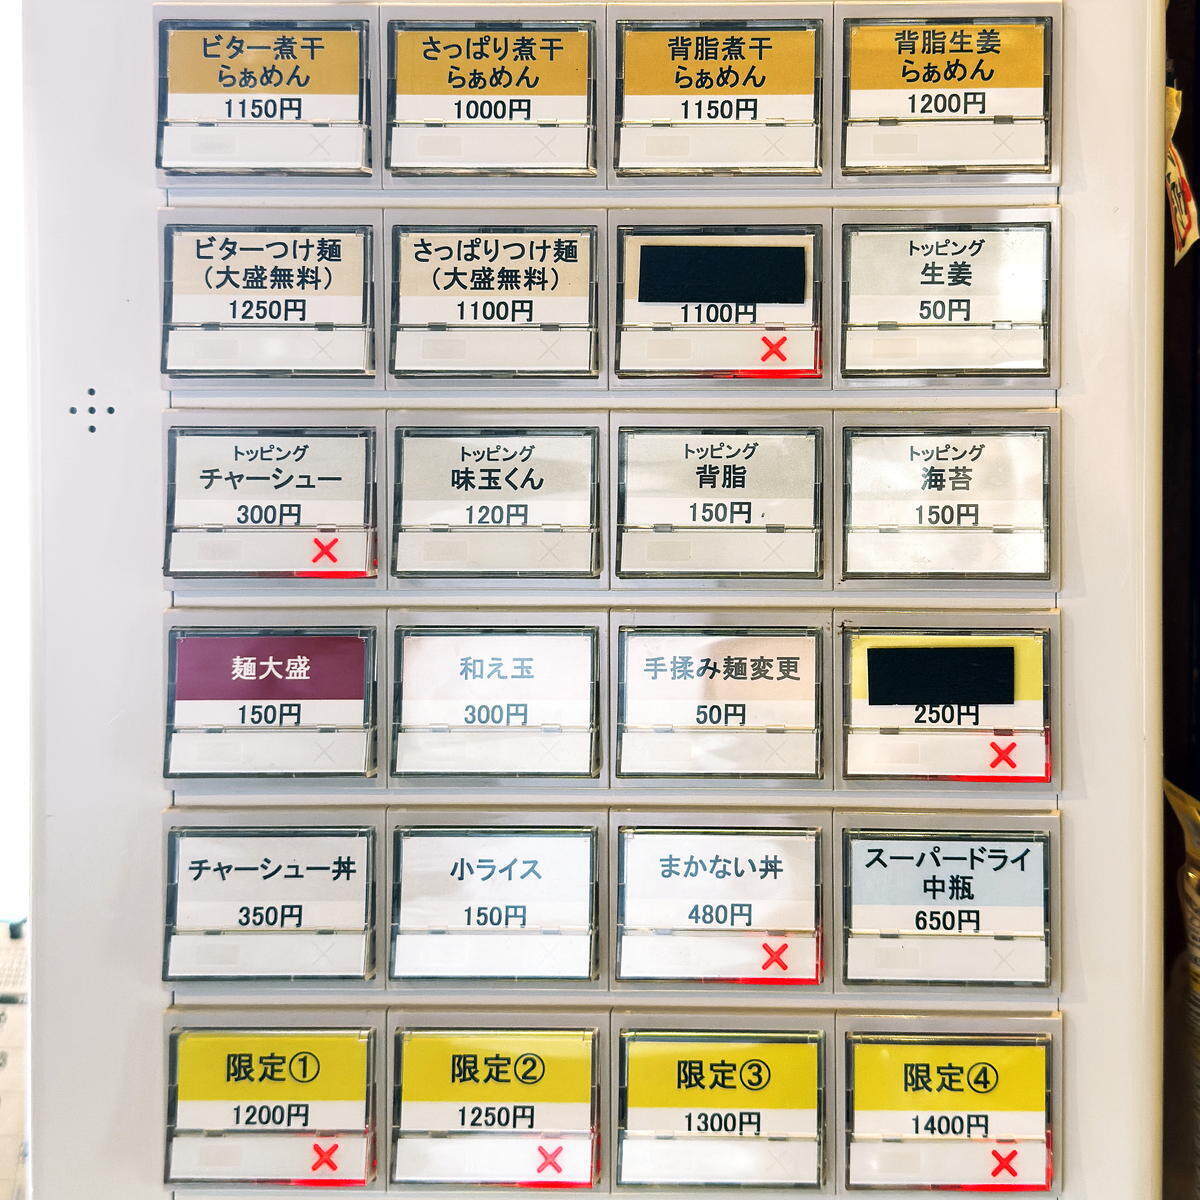 ビター煮干
らぁめん
1150円
さっぱり煮干
らぁめん
1000円
背脂煮干
らぁめん
1150円
背脂生姜
らぁめん
1200円
ビターつけ麺
(大盛無料)
1250円
さっぱりつけ麺
(大盛無料)
1100円
1100円
トッピング
生姜
50円
トッピング
チャーシュー
300円
トッピング
味玉くん
120円
トッピング
背脂
150円
トッピング
海苔
150円
麺大盛
150円
和え玉
300円
手揉み麺変更
50円
250円
チャーシュー丼
350円
小ライス
150円
まかない丼
480円
スーパードライ
中瓶
650円
限定①
1200円
限定②
1250円
限定③
1300円
限定④
1400円